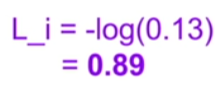 L_i = -log(0.13)
= 0.89